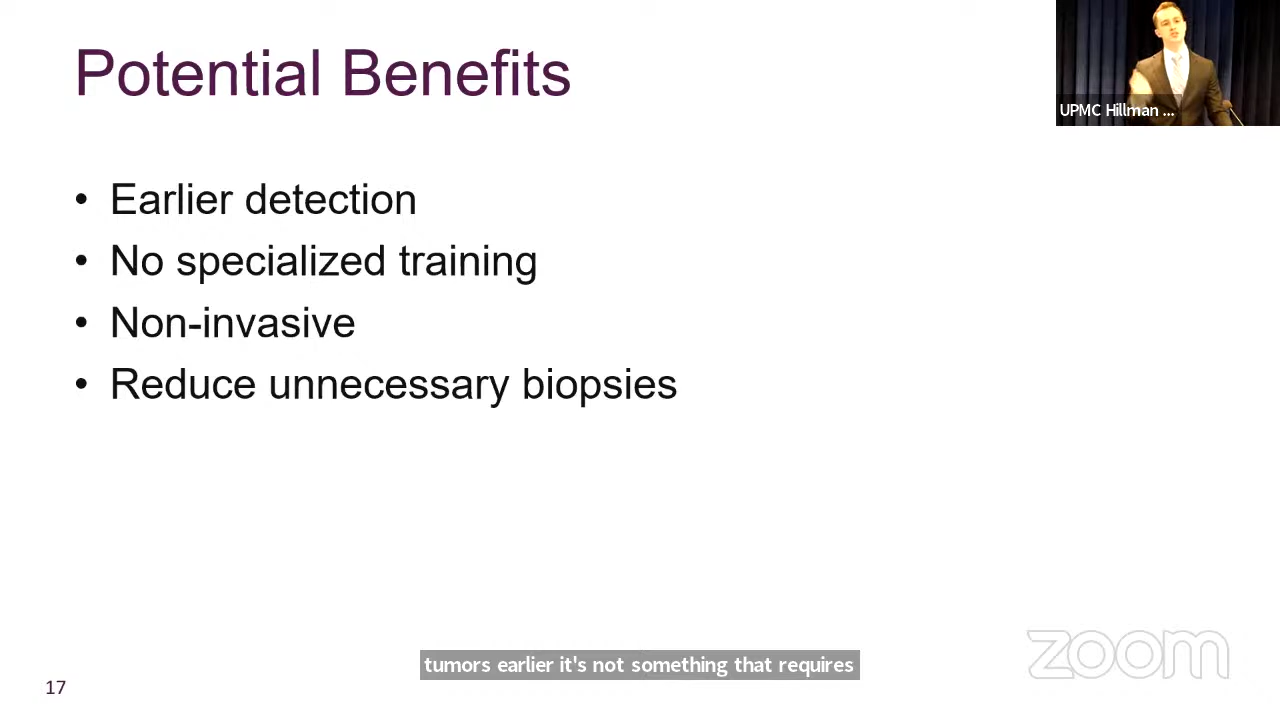 Potential Benefits
UPMC Hillman ...
• Earlier detection
• No specialized training
• Non-invasive
• Reduce unnecessary biopsies
zoom
tumors earlier it's not something that requires
17